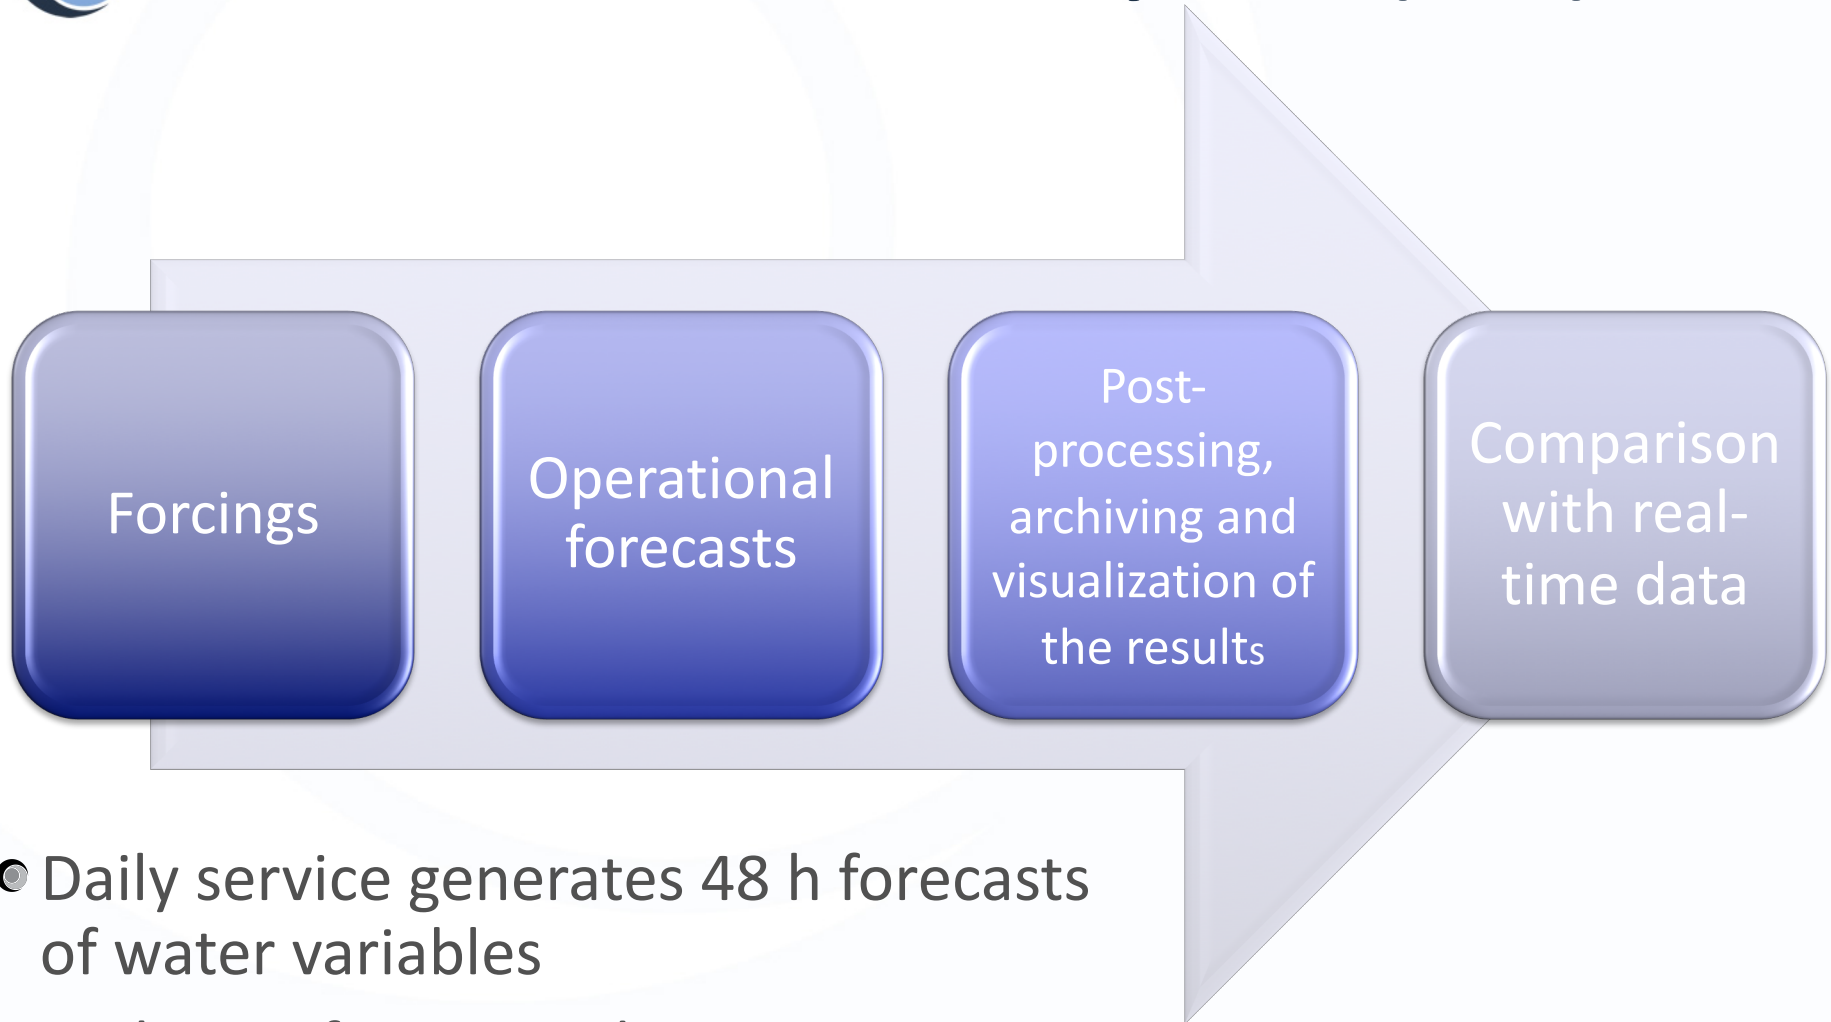 Forcings
Operational
forecasts
Post-
processing,
archiving and
visualization of
the results
Comparison
with real-
time data
Daily service generates 48 h forecasts
of water variables